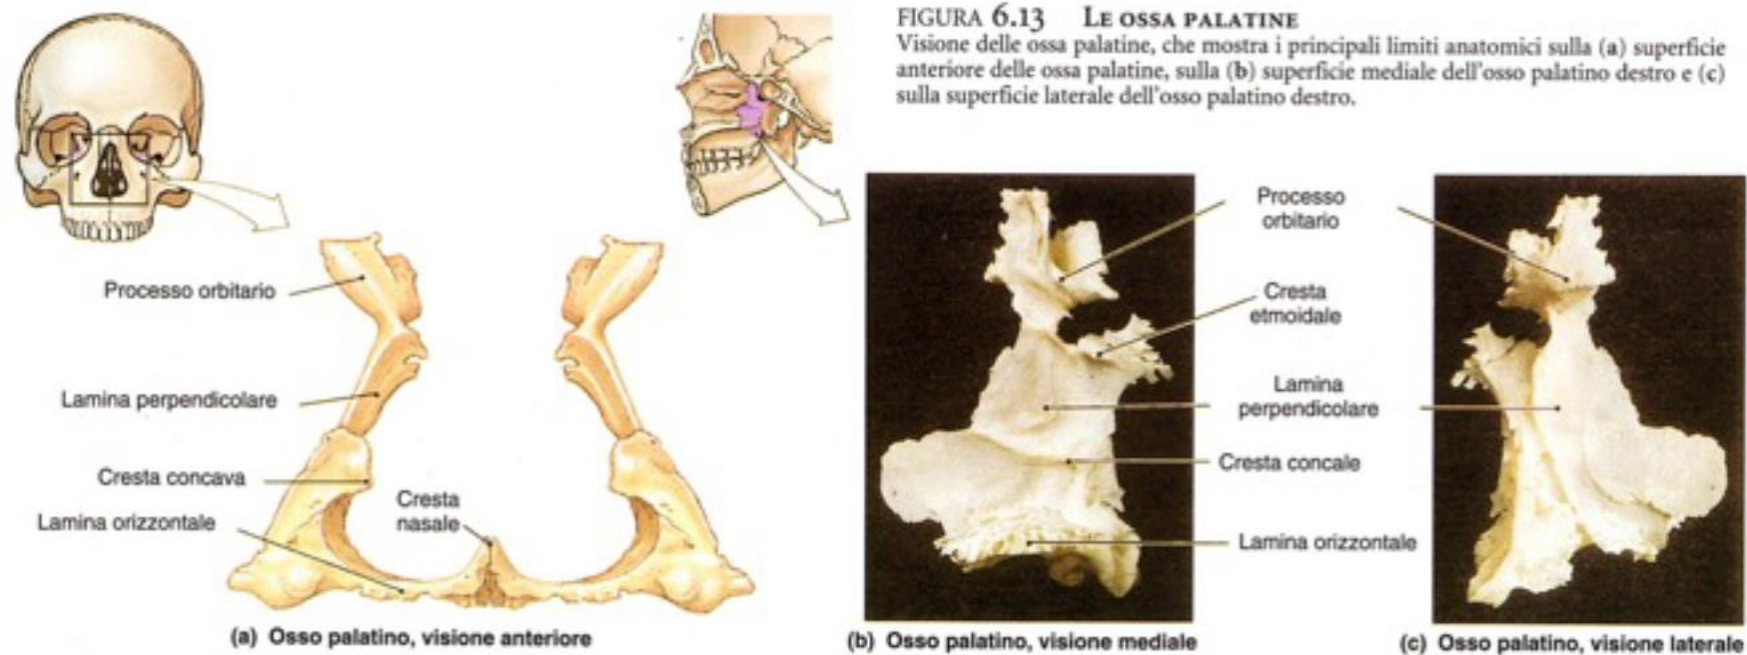 FIGURA 6.13 LE OSSA PALATINE
Visione delle ossa palatine, che mostra i principali limiti anatomici sulla (a) superficie
anteriore delle ossa palatine, sulla (b) superficie mediale dell'osso palatino destro e (c)
sulla superficie laterale dell'osso palatino destro.
Processo orbitario
Lamina perpendicolare
Cresta concava
Lamina orizzontale
Cresta
nasale
(a) Osso palatino, visione anteriore
Processo
orbitario
Cresta
etmoidale
Lamina
perpendicolare
Cresta concale
Lamina orizzontale
(b) Osso palatino, visione mediale
(c) Osso palatino, visione laterale